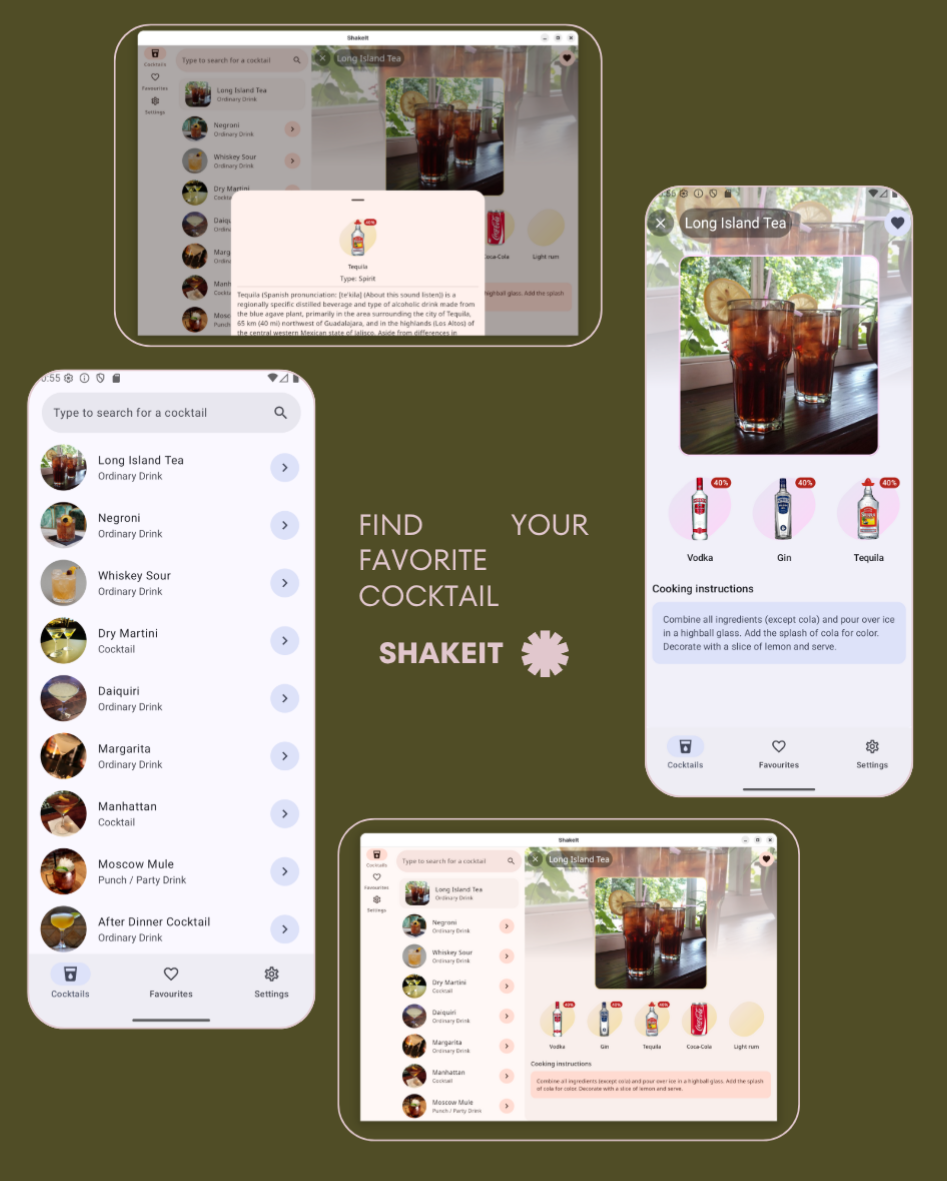 ShakeIt
Cocktails
Favourites
Settings
Type to search for a cocktail
Long Island Tea
Ordinary Drink
Negroni
Ordinary Drink
Whiskey Sour
Ordinary Drink
Dry Martini
Cockta
Daiqu
Ordin
Marg
Ordin
Manh
Cockta
Mosc
Punch
Long Island Tea
40%
Tequila
Type: Spirit
Tequila (Spanish pronunciation: [teˈkila] (About this sound listen)) is a
regionally specific distilled beverage and type of alcoholic drink made from
the blue agave plant, primarily in the area surrounding the city of Tequila,
65 km (40 mi) northwest of Guadalajara, and in the highlands (Los Altos) of
the central western Mexican state of Jalisco. Aside from differences in
Coca-Cola
Light rum
highball glass. Add the splash
Long Island Tea
40%
40%
40%
Vodka
Gin
Tequila
Cooking instructions
Combine all ingredients (except cola) and pour over ice
in a highball glass. Add the splash of cola for color.
Decorate with a slice of lemon and serve.
Cocktails
Favourites
Settings
:55
Type to search for a cocktail
Long Island Tea
Ordinary Drink
Negroni
Ordinary Drink
Whiskey Sour
Ordinary Drink
Dry Martini
Cocktail
Daiquiri
Ordinary Drink
Margarita
Ordinary Drink
Manhattan
Cocktail
Moscow Mule
Punch / Party Drink
After Dinner Cocktail
Ordinary Drink
Cocktails
Favourites
Settings
FIND YOUR
FAVORITE
COCKTAIL
SHAKEIT
ShakeIt
Cocktails
Favourites
Settings
Type to search for a cocktail
Long Island Tea
Ordinary Drink
Negroni
Ordinary Drink
Whiskey Sour
Ordinary Drink
Dry Martini
Cocktail
Daiquiri
Ordinary Drink
Margarita
Ordinary Drink
Manhattan
Cocktail
Moscow Mule
Punch / Party Drink
Long Island Tea
40%
40%
40%
Vodka
Gin
Tequila
Coca-Cola
Light rum
Cooking instructions
Combine all ingredients (except cola) and pour over ice in a highball glass. Add the splash
of cola for color. Decorate with a slice of lemon and serve.